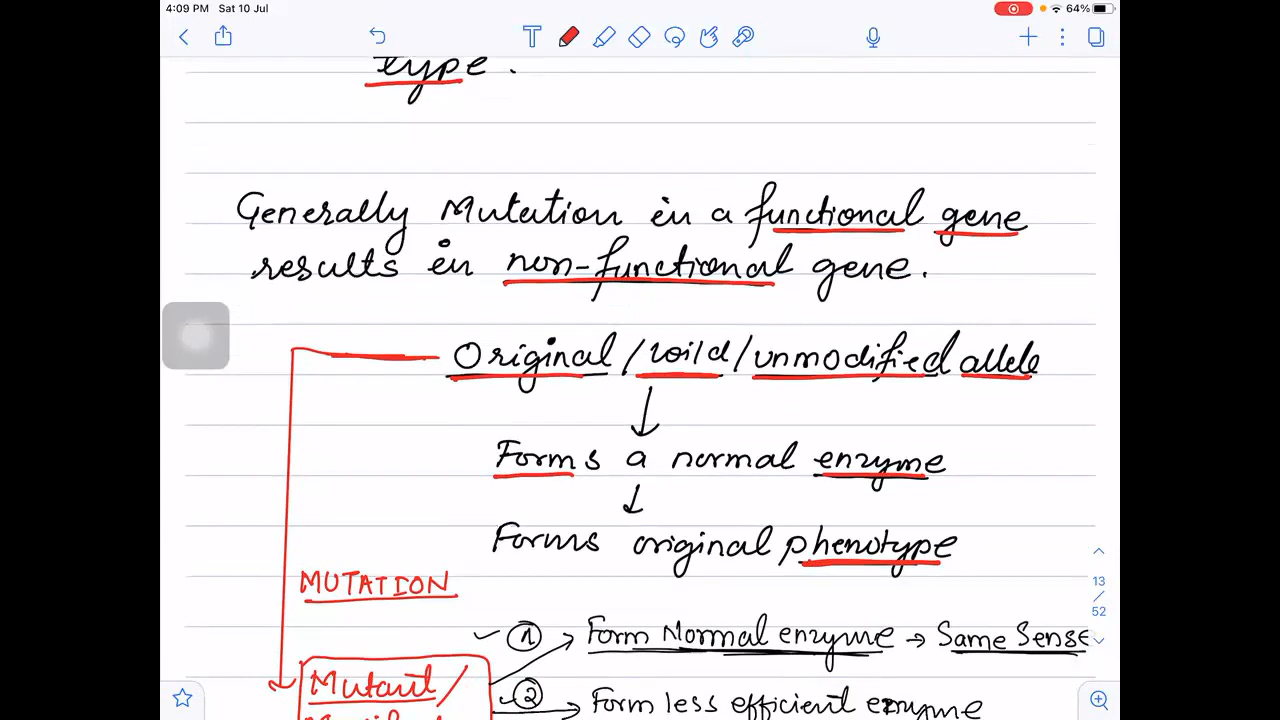 4:09 PM Sat 10 Jul
64%
type.
Generally Mutation in a functional gene
results in non-functional gene.
Original/wild/unmodified allele
Forms a normal enzyme
Forms original phenotype
13
/
52
MUTATION
① Form Normal enzyme → Same Sense
Mutant/
② Form less efficient enzyme